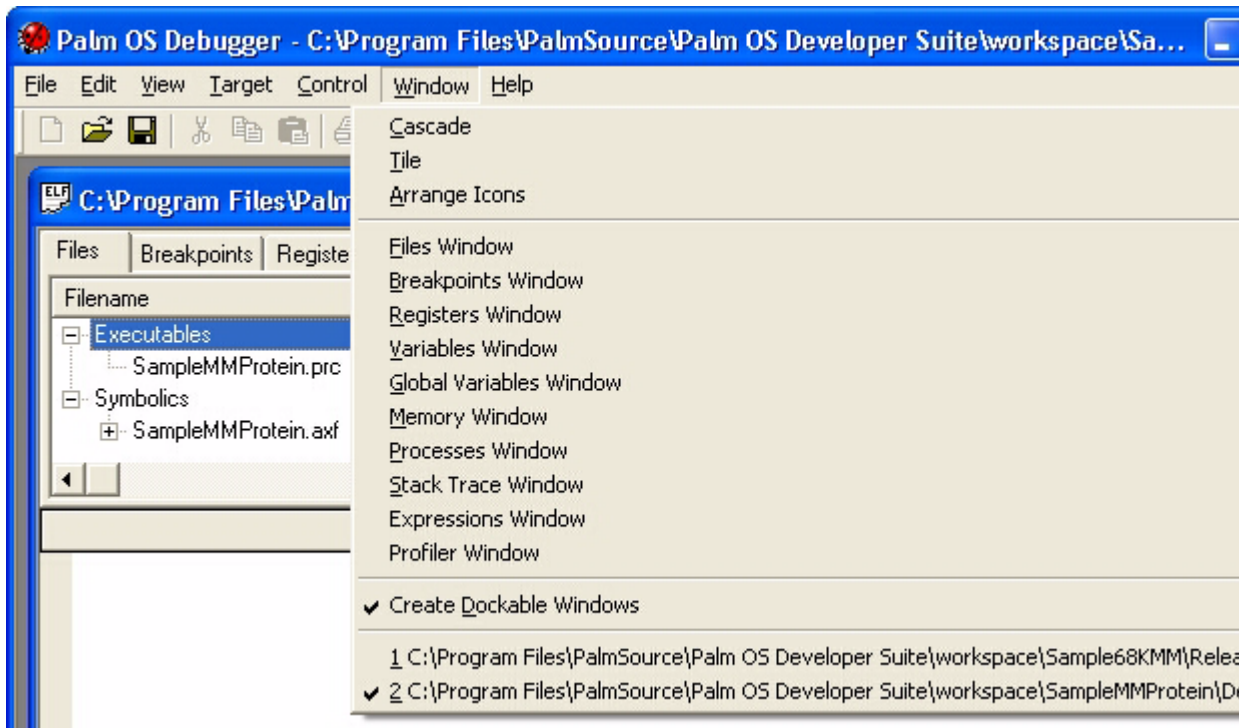 Palm OS Debugger - C:\Program Files\PalmSource\Palm OS Developer Suite\workspace\Sa...
File Edit View Target Control Window Help
Cascade
Tile
Arrange Icons
ELF C:\Program Files\Palm
Files Breakpoints Registe
Filename
Executables
SampleMMProtein.prc
Symbolics
SampleMMProtein.axf
Files Window
Breakpoints Window
Registers Window
Variables Window
Global Variables Window
Memory Window
Processes Window
Stack Trace Window
Expressions Window
Profiler Window
Create Dockable Windows
1 C:\Program Files\PalmSource\Palm OS Developer Suite\workspace\Sample68KMM\Relea
2 C:\Program Files\PalmSource\Palm OS Developer Suite\workspace\SampleMMProtein\De